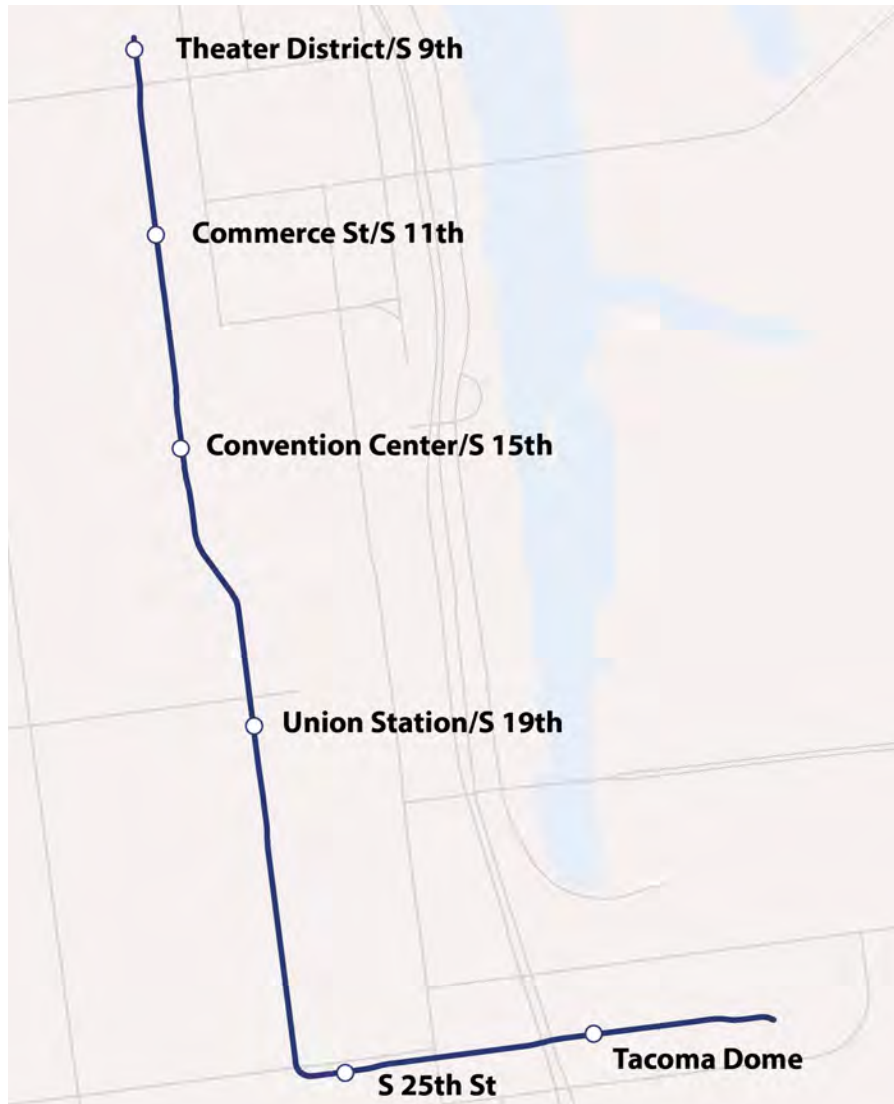 Theater District/S 9th
Commerce St/S 11th
Convention Center/S 15th
Union Station/S 19th
Tacoma Dome
S 25th St